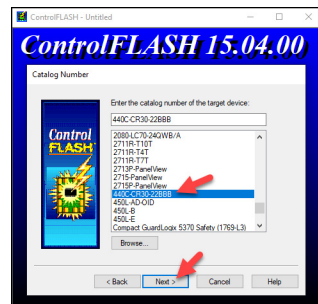 ControlFLASH - Untitled
ControlFLASH 15.04.00
Catalog Number
Enter the catalog number of the target device:
440C-CR30-22BBB
Control
FLASH
2080-LC70-24QWB/A
2711R-T10T
2711R-T4T
2711R-T7T
2713P-PanelView
2715-PanelView
2715P-PanelView
440C-CR30-22BBB
450L-AD-OID
450L-B
450L-E
Compact GuardLogix 5370 Safety (1769-L3)
Browse...
< Back
Next >
Cancel
Help